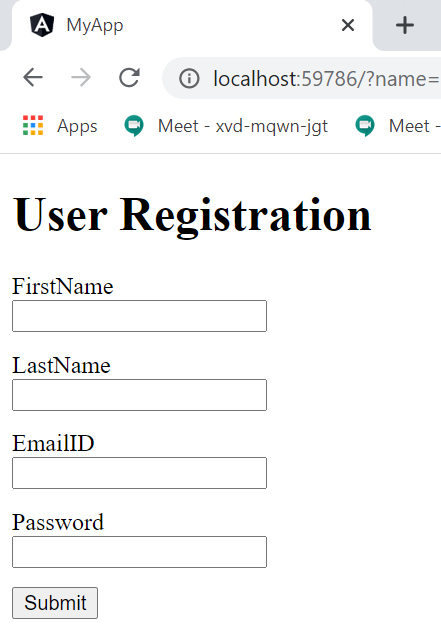 MyApp
localhost:59786/?name=
Apps
Meet - xvd-mqwn-jgt
Meet -
User Registration
FirstName
LastName
EmailID
Password
Submit